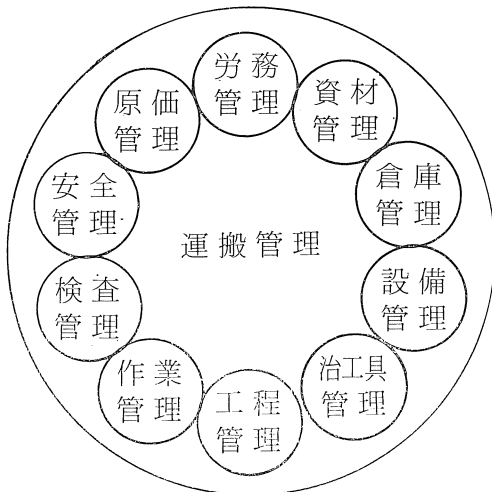 労務
管理
資材
管理
倉庫
管理
設備
管理
治工具
管理
工程
管理
作業
管理
検査
管理
安全
管理
原価
管理
運搬管理